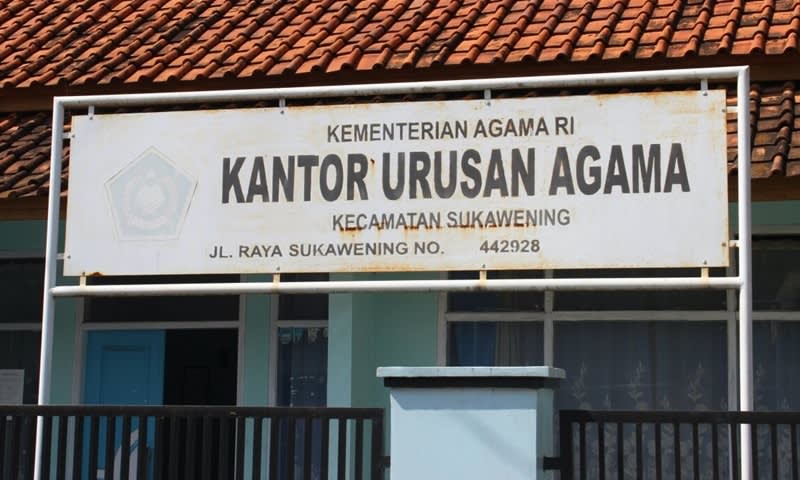 KEMENTERIAN AGAMA RI
KANTOR URUSAN AGAMA
KECAMATAN SUKAWENING
JL. RAYA SUKAWENING NO. 442928